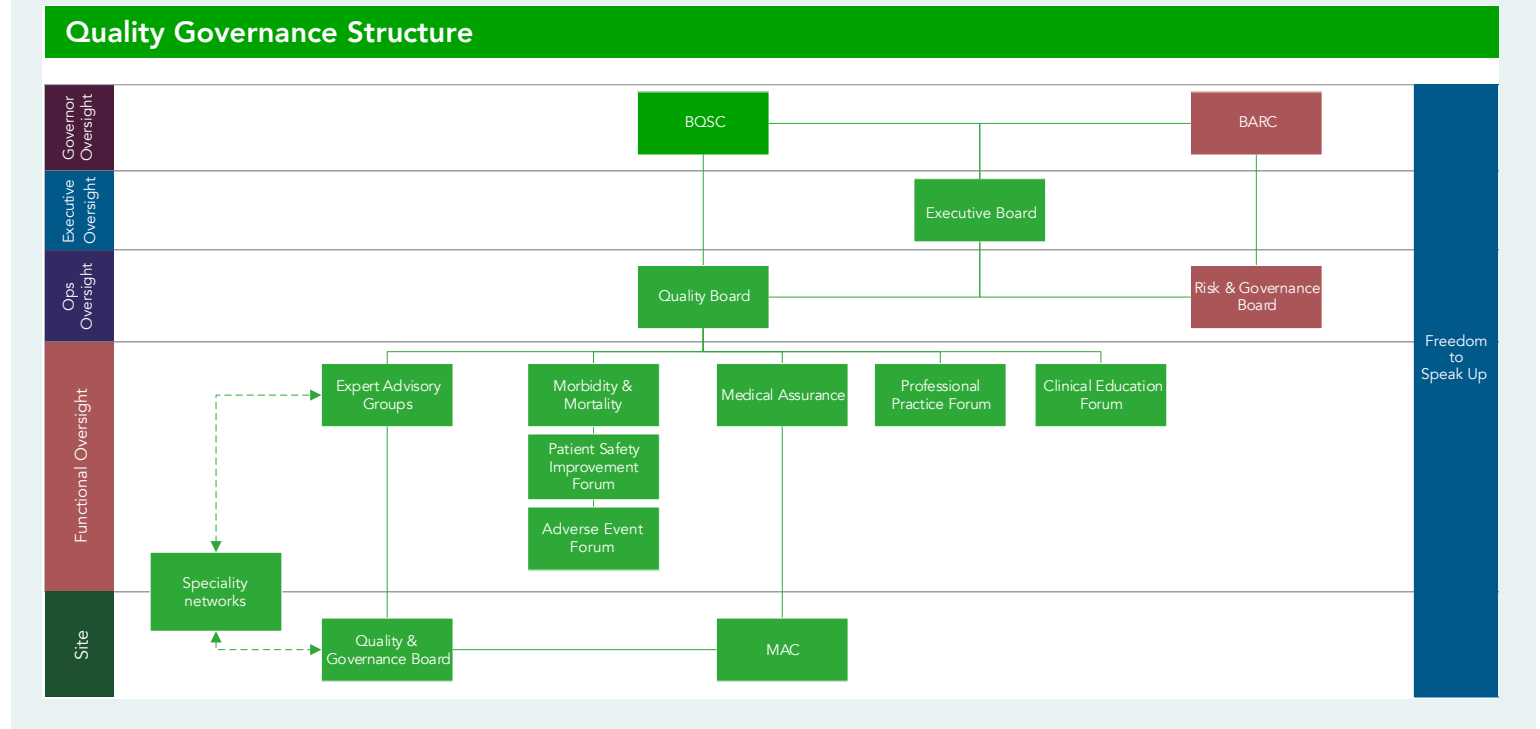 Quality Governance Structure
Governor
Oversight
BQSC
BARC
Executive
Oversight
Executive Board
Ops
Oversight
Quality Board
Risk & Governance
Board
Freedom
to
Speak Up
Functional Oversight
Expert Advisory
Groups
Morbidity &
Mortality
Medical Assurance
Professional
Practice Forum
Clinical Education
Forum
Patient Safety
Improvement
Forum
Adverse Event
Forum
Speciality
networks
Site
Quality &
Governance Board
MAC